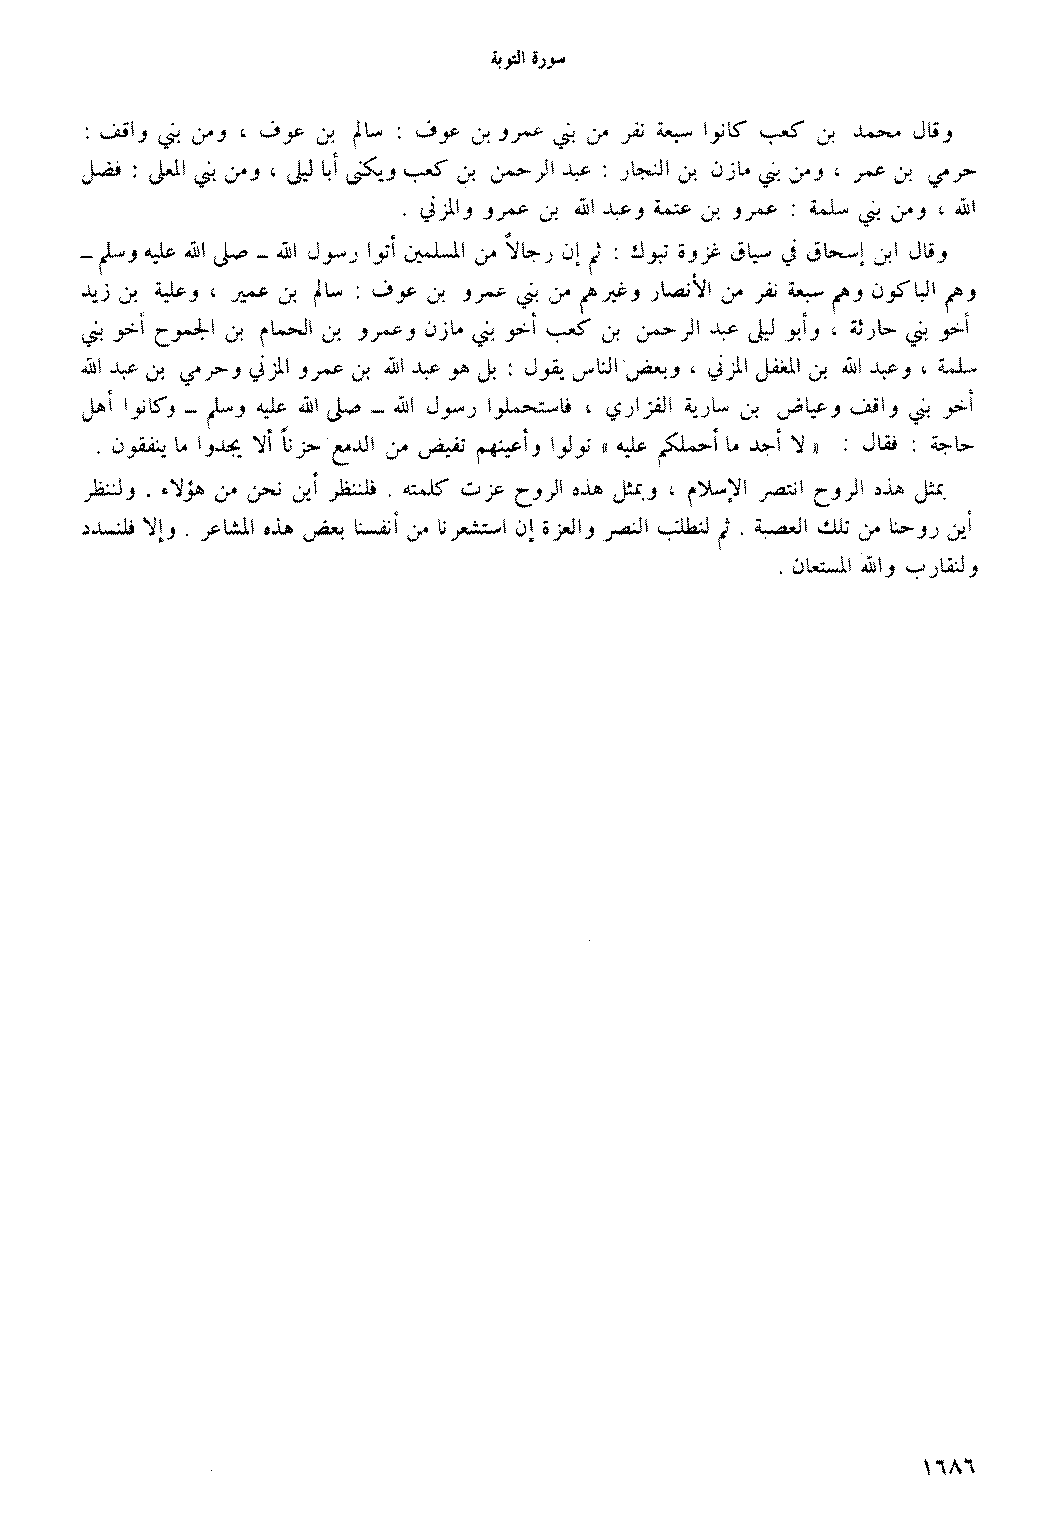 سورة التوبة
وقال محمد بن كعب كانوا سبعة نفر من بني عمرو بن عوف : سالم بن عوف ، ومن بني واقف :
حرمي بن عمر ، ومن بني مازن بن النجار : عبد الرحمن بن كعب ويكنى أبا ليلى ، ومن بني المعلى : فضل
الله ، ومن بني سلمة : عمرو بن عتمة وعبد الله بن عمرو والمزني .
وقال ابن إسحاق في سياق غزوة تبوك : ثم إن رجالاً من المسلمين أتوا رسول الله – صلى الله عليه وسلم –
وهم الباكون وهم سبعة نفر من الأنصار وغيرهم من بني عمرو بن عوف : سالم بن عمير ، وعلية بن زيد
أخو بني حارثة ، وأبو ليلى عبد الرحمن بن كعب أخو بني مازن وعمرو بن الحمام بن الجموح أخو بني
سلمة ، وعبد الله بن المغفل المزني ، وبعض الناس يقول : بل هو عبد الله بن عمرو المزني وحرمي بن عبد الله
أخو بني واقف وعياض بن سارية الفزاري ، فاستحملوا رسول الله – صلى الله عليه وسلم – وكانوا أهل
حاجة : فقال : « لا أجد ما أحملكم عليه » تولوا وأعينهم تفيض من الدمع حزناً ألا يجدوا ما ينفقون .
بمثل هذه الروح انتصر الإسلام ، وبمثل هذه الروح عزت كلمته . فلننظر أين نحن من هؤلاء . ولننظر
أين روحنا من تلك العصبة . ثم لنطلب النصر والعزة إن استشعرنا من أنفسنا بعض هذه المشاعر . وإلا فلنسدد
ولنقارب والله المستعان .
١٦٨٦